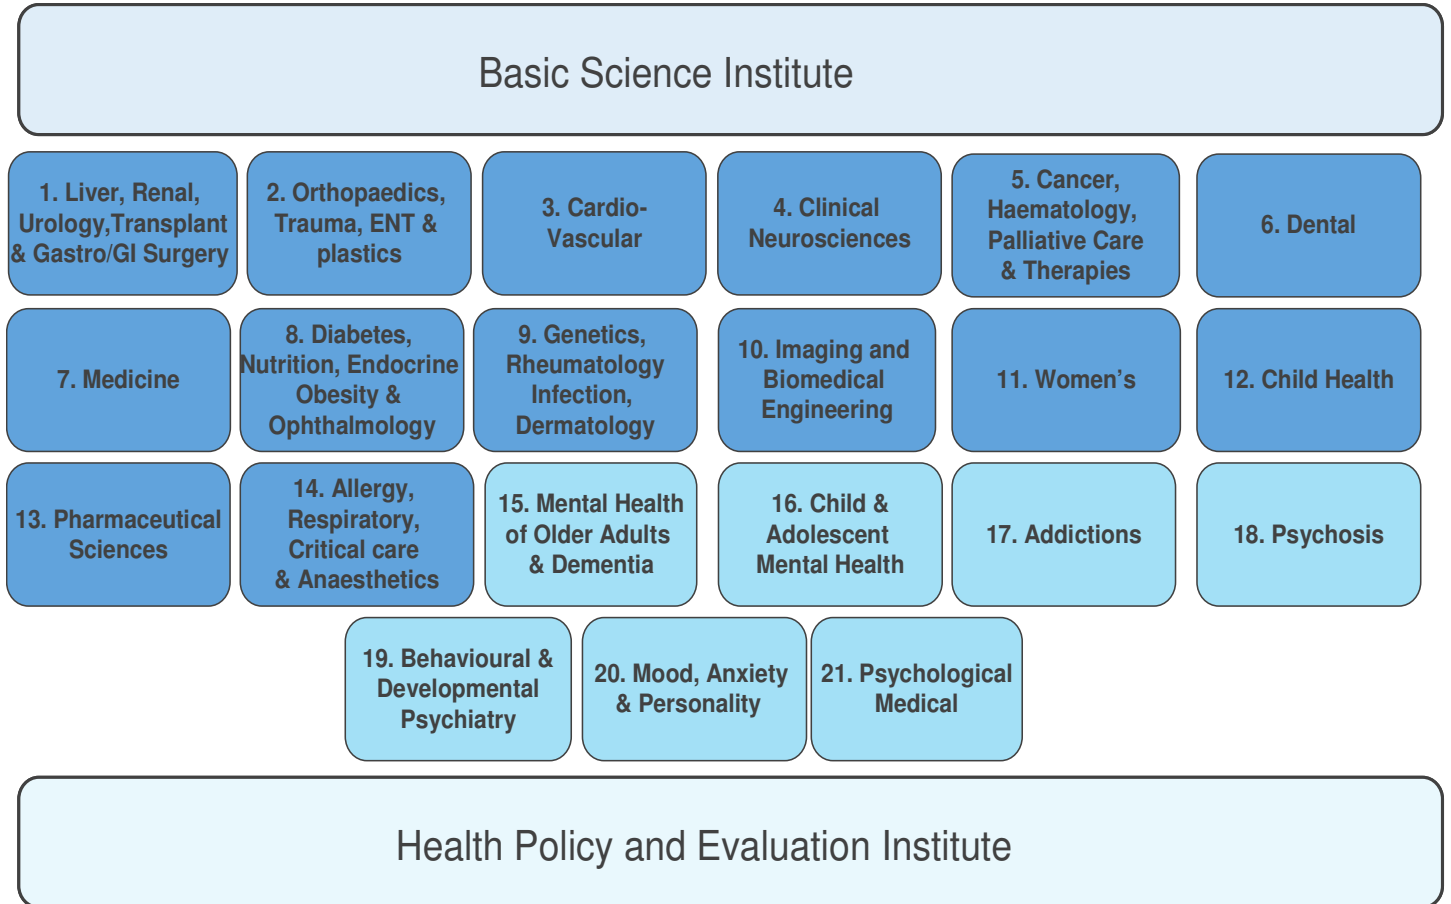 Basic Science Institute
1. Liver, Renal,
Urology,Transplant
& Gastro/GI Surgery
2. Orthopaedics,
Trauma, ENT &
plastics
3. Cardio-
Vascular
4. Clinical
Neurosciences
5. Cancer,
Haematology,
Palliative Care
& Therapies
6. Dental
7. Medicine
8. Diabetes,
Nutrition, Endocrine
Obesity &
Ophthalmology
9. Genetics,
Rheumatology
Infection,
Dermatology
10. Imaging and
Biomedical
Engineering
11. Women’s
12. Child Health
13. Pharmaceutical
Sciences
14. Allergy,
Respiratory,
Critical care
& Anaesthetics
15. Mental Health
of Older Adults
& Dementia
16. Child &
Adolescent
Mental Health
17. Addictions
18. Psychosis
19. Behavioural &
Developmental
Psychiatry
20. Mood, Anxiety
& Personality
21. Psychological
Medical
Health Policy and Evaluation Institute